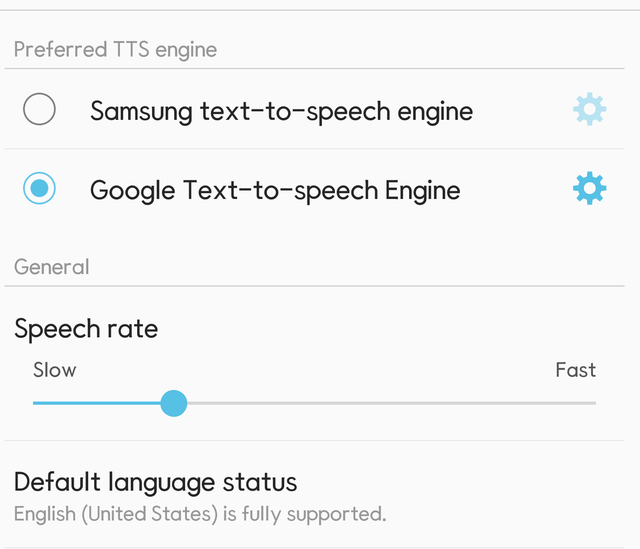 Preferred TTS engine
Samsung text-to-speech engine
Google Text-to-speech Engine
General
Speech rate
Slow Fast
Default language status
English (United States) is fully supported.